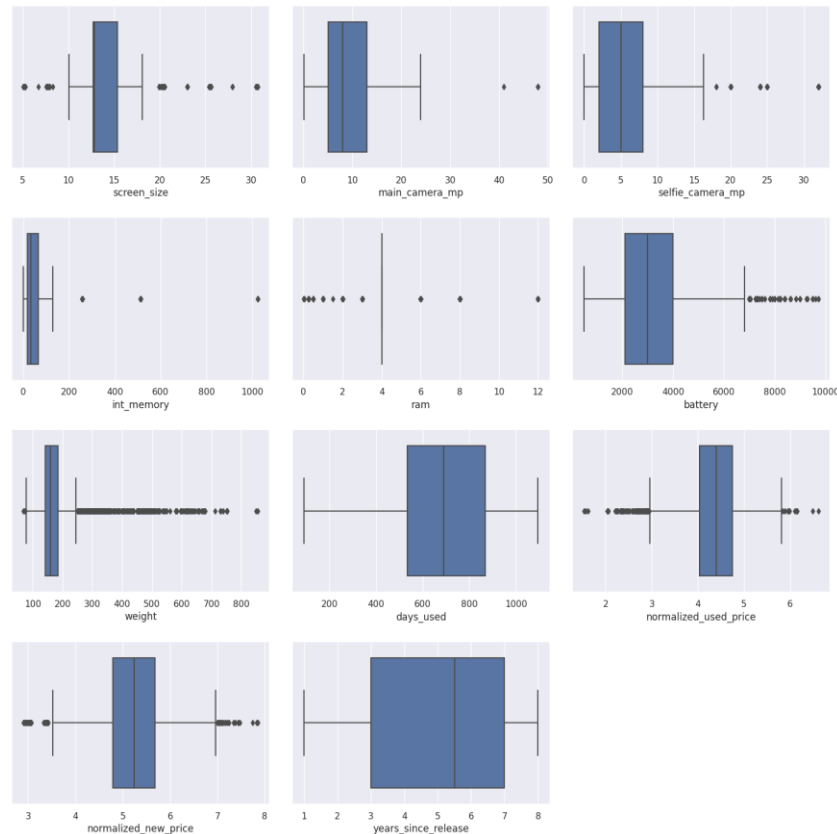 5 10 15 20 25 30
screen_size
0 10 20 30 40 50
main_camera_mp
0 5 10 15 20 25 30
selfie_camera_mp
0 200 400 600 800 1000
int_memory
0 2 4 6 8 10 12
ram
2000 4000 6000 8000 10000
battery
100 200 300 400 500 600 700 800
weight
200 400 600 800 1000
days_used
2 3 4 5 6
normalized_used_price
3 4 5 6 7 8
normalized_new_price
1 2 3 4 5 6 7 8
years_since_release